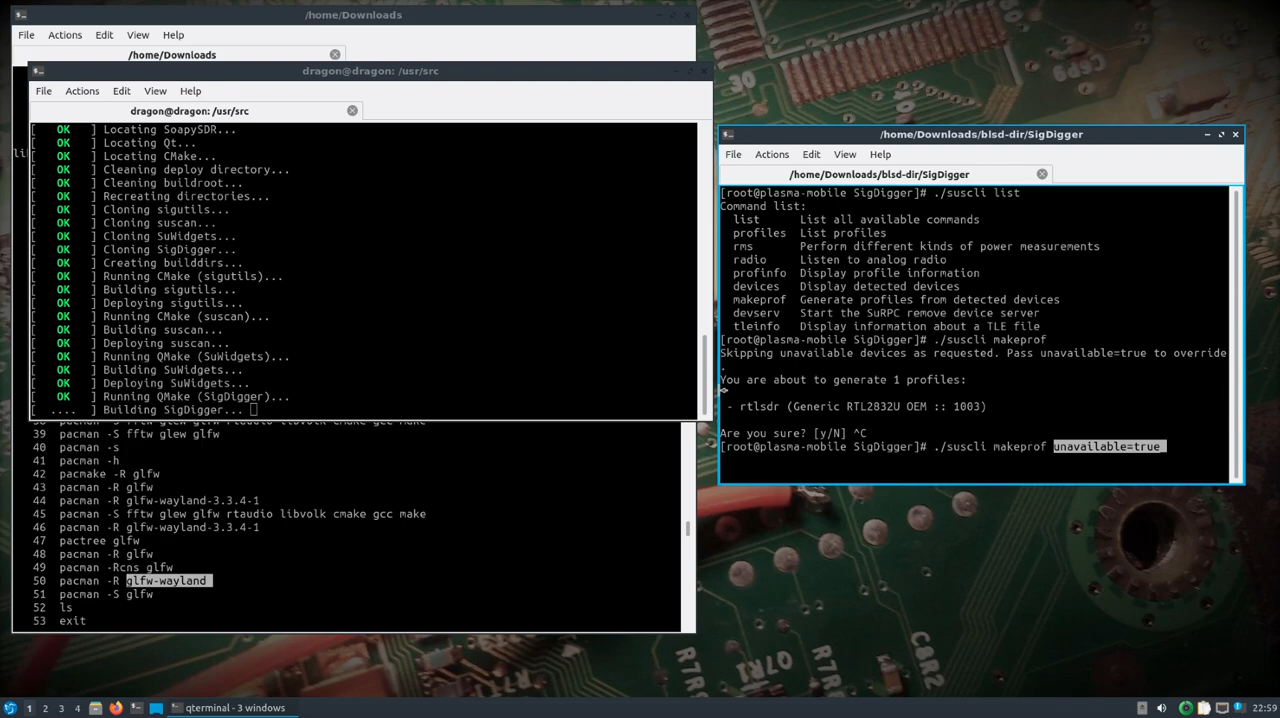 /home/Downloads
File Actions Edit View Help
/home/Downloads
dragon@dragon: /usr/src
File Actions Edit View Help
dragon@dragon: /usr/src
[ OK ] Locating SoapySDR...
[ OK ] Locating Qt...
[ OK ] Locating CMake...
[ OK ] Cleaning deploy directory...
[ OK ] Cleaning buildroot...
[ OK ] Recreating directories...
[ OK ] Cloning sigutils...
[ OK ] Cloning suscan...
[ OK ] Cloning SuWidgets...
[ OK ] Cloning SigDigger...
[ OK ] Creating builddirs...
[ OK ] Running CMake (sigutils)...
[ OK ] Building sigutils...
[ OK ] Deploying sigutils...
[ OK ] Running CMake (suscan)...
[ OK ] Building suscan...
[ OK ] Deploying suscan...
[ OK ] Running QMake (SuWidgets)...
[ OK ] Building SuWidgets...
[ OK ] Deploying SuWidgets...
[ OK ] Running QMake (SigDigger)...
[ .... ] Building SigDigger...
39 pacman -S fftw glew glfw
40 pacman -s
41 pacman -h
42 pacmake -R glfw
43 pacman -R glfw
44 pacman -R glfw-wayland-3.3.4-1
45 pacman -S fftw glew glfw rtaudio libvolk cmake gcc make
46 pacman -R glfw-wayland-3.3.4-1
47 pactree glfw
48 pacman -R glfw
49 pacman -Rcns glfw
50 pacman -R glfw-wayland
51 pacman -S glfw
52 ls
53 exit
/home/Downloads/blsd-dir/SigDigger
File Actions Edit View Help
/home/Downloads/blsd-dir/SigDigger
[root@plasma-mobile SigDigger]# ./suscli list
Command list:
list List all available commands
profiles List profiles
rms Perform different kinds of power measurements
radio Listen to analog radio
profinfo Display profile information
devices Display detected devices
makeprof Generate profiles from detected devices
devserv Start the SuRPC remove device server
tleinfo Display information about a TLE file
[root@plasma-mobile SigDigger]# ./suscli makeprof
Skipping unavailable devices as requested. Pass unavailable=true to override
.
You are about to generate 1 profiles:
- rtlsdr (Generic RTL2832U OEM :: 1003)
Are you sure? [y/N] ^C
[root@plasma-mobile SigDigger]# ./suscli makeprof unavailable=true
1 2 3 4 qterminal - 3 windows
22:59